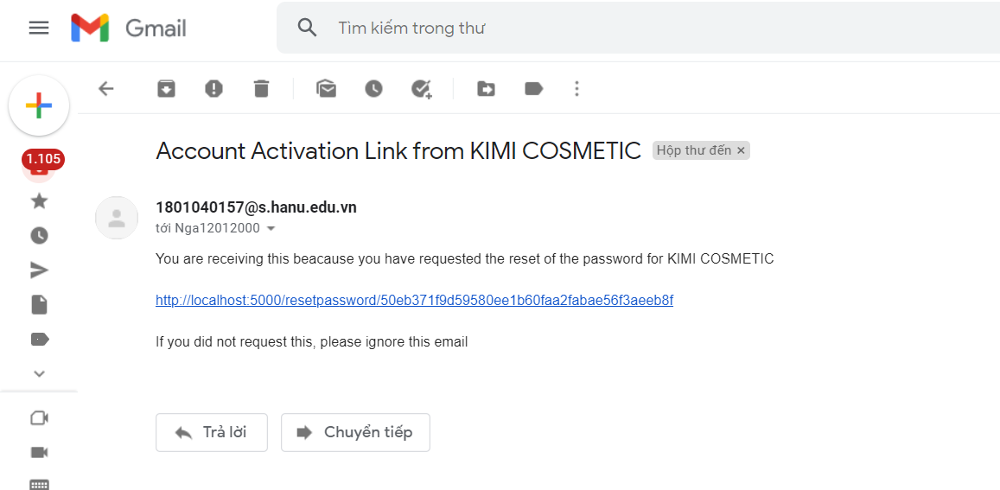 Gmail
Tìm kiếm trong thư
1.105
Account Activation Link from KIMI COSMETIC Hộp thư đến ×
1801040157@s.hanu.edu.vn
tới Nga12012000
You are receiving this beacause you have requested the reset of the password for KIMI COSMETIC
http://localhost:5000/resetpassword/50eb371f9d59580ee1b60faa2fabae56f3aeeb8f
If you did not request this, please ignore this email
Trả lời
Chuyển tiếp